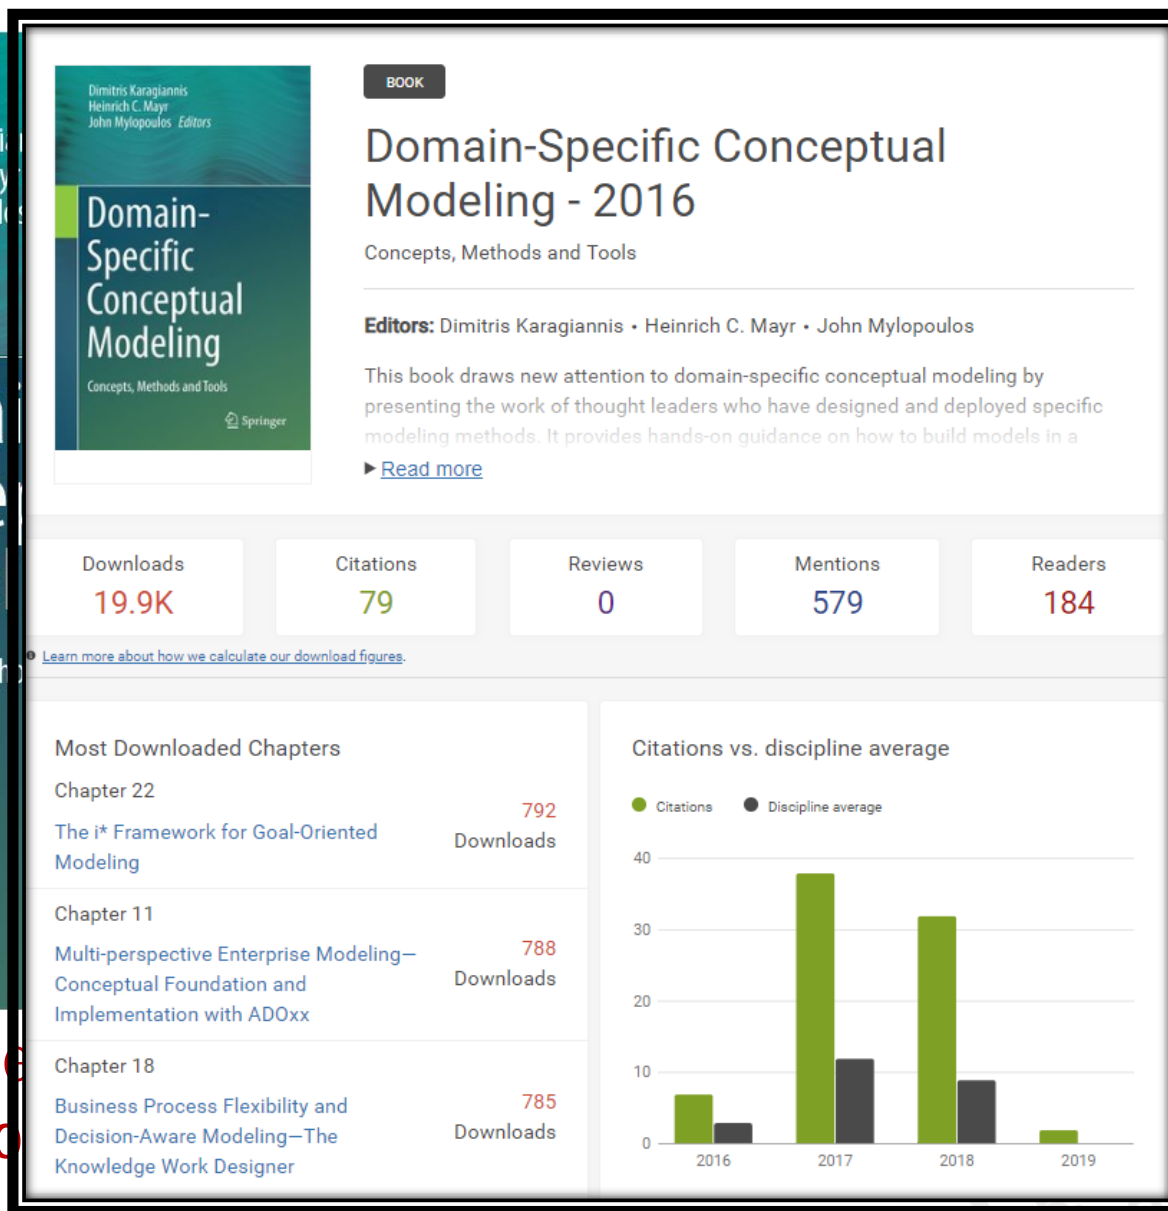 Dimitris Karagiannis
Heinrich C. Mayr
John Mylopoulos Editors
Domain-
Specific
Conceptual
Modeling
Concepts, Methods and Tools
Springer
BOOK
Domain-Specific Conceptual
Modeling - 2016
Concepts, Methods and Tools
Editors: Dimitris Karagiannis • Heinrich C. Mayr • John Mylopoulos
This book draws new attention to domain-specific conceptual modeling by
presenting the work of thought leaders who have designed and deployed specific
modeling methods. It provides hands-on guidance on how to build models in a
Read more
Downloads
19.9K
Citations
79
Reviews
0
Mentions
579
Readers
184
Learn more about how we calculate our download figures.
Most Downloaded Chapters
Chapter 22
The i* Framework for Goal-Oriented
Modeling
792
Downloads
Chapter 11
Multi-perspective Enterprise Modeling—
Conceptual Foundation and
Implementation with ADOxx
788
Downloads
Chapter 18
Business Process Flexibility and
Decision-Aware Modeling—The
Knowledge Work Designer
785
Downloads
Citations vs. discipline average
Citations
Discipline average
40
30
20
10
0
2016
2017
2018
2019